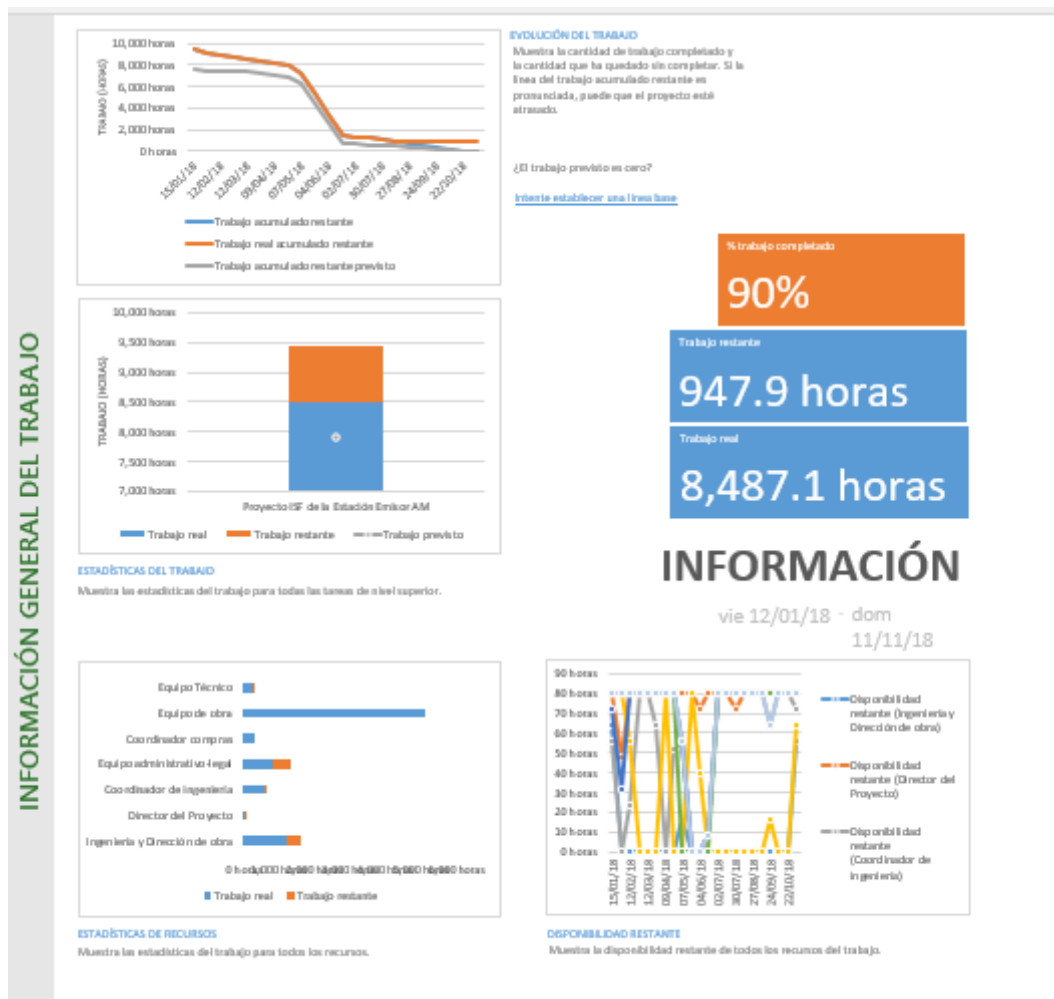 INFORMACIÓN GENERAL DEL TRABAJO
10,000 horas
8,000 horas
6,000 horas
4,000 horas
2,000 horas
0 horas
TRABAJO (HORAS)
15/01/18
12/02/18
12/03/18
09/04/18
07/05/18
04/06/18
02/07/18
30/07/18
27/08/18
24/09/18
22/10/18
Trabajo acumulado restante
Trabajo real acumulado restante
Trabajo acumulado restante previsto
EVOLUCIÓN DEL TRABAJO
Muestra la cantidad de trabajo completado y
la cantidad que ha quedado sin completar. Si la
línea del trabajo acumulado restante es
pronunciada, puede que el proyecto esté
atrasado.
¿El trabajo previsto es cero?
Intente establecer una línea base
% trabajo completado
90%
Trabajo restante
947.9 horas
Trabajo real
8,487.1 horas
INFORMACIÓN
vie 12/01/18 - dom
11/11/18
10,000 horas
9,500 horas
9,000 horas
8,500 horas
8,000 horas
7,500 horas
7,000 horas
TRABAJO (HORAS)
Proyecto ISF de la Estación Emisor AM
Trabajo real
Trabajo restante
Trabajo previsto
ESTADÍSTICAS DEL TRABAJO
Muestra las estadísticas del trabajo para todas las tareas de nivel superior.
Equipo Técnico
Equipo de obra
Coordinador compras
Equipo administrativo-legal
Coordinador de ingeniería
Director del Proyecto
Ingeniería y Dirección de obra
Trabajo real
Trabajo restante
ESTADÍSTICAS DE RECURSOS
Muestra las estadísticas del trabajo para todos los recursos.
90 horas
80 horas
70 horas
60 horas
50 horas
40 horas
30 horas
20 horas
10 horas
0 horas
15/01/18
12/02/18
12/03/18
09/04/18
07/05/18
04/06/18
02/07/18
30/07/18
27/08/18
24/09/18
22/10/18
Disponibilidad
restante (Ingeniería y
Dirección de obra)
Disponibilidad
restante (Director del
Proyecto)
Disponibilidad
restante
(Coordinador de
ingeniería)
DISPONIBILIDAD RESTANTE
Muestra la disponibilidad restante de todos los recursos del trabajo.